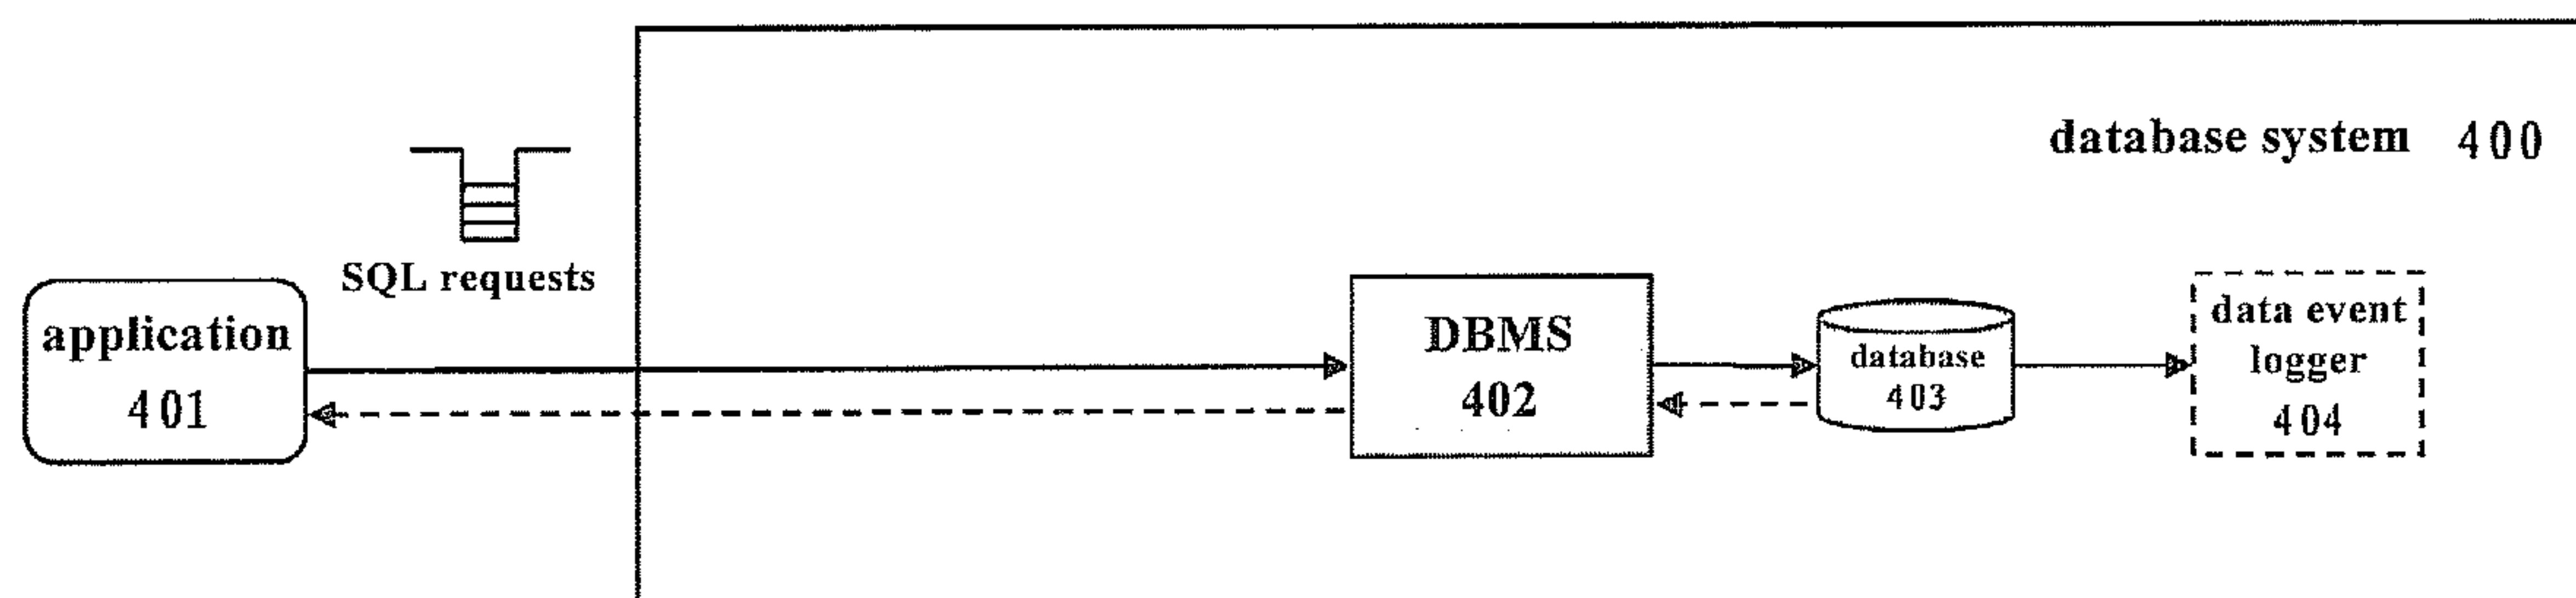 database system 400
SQL requests
application
401
DBMS
402
database
403
data event
logger
404